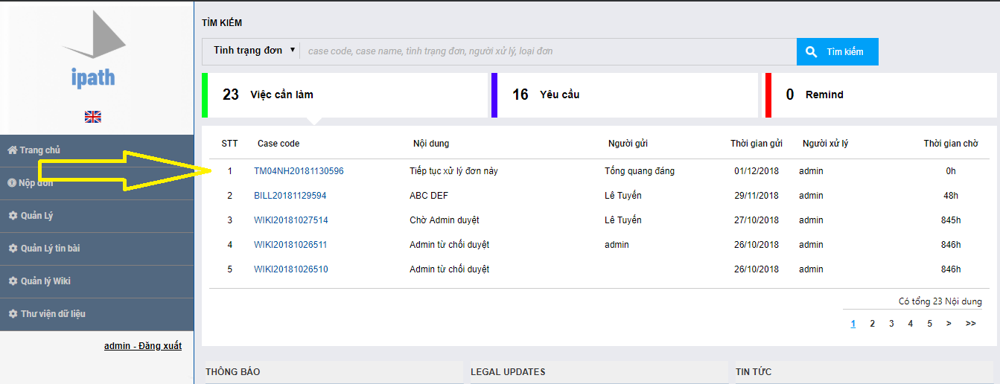 ipath
Trang chủ
Nộp đơn
Quản Lý
Quản Lý tin bài
Quản lý Wiki
Thư viện dữ liệu
admin - Đăng xuất
TÌM KIẾM
Tình trạng đơn case code, case name, tình trạng đơn, người xử lý, loại đơn Tìm kiếm
23 Việc cần làm 16 Yêu cầu 0 Remind
STT Case code Nội dung Người gửi Thời gian gửi Người xử lý Thời gian chờ
1 TM04NH20181130596 Tiếp tục xử lý đơn này Tống quang đáng 01/12/2018 admin 0h
2 BILL20181129594 ABC DEF Lê Tuyến 29/11/2018 admin 48h
3 WIKI20181027514 Chờ Admin duyệt Lê Tuyến 27/10/2018 admin 845h
4 WIKI20181026511 Admin từ chối duyệt admin 26/10/2018 admin 846h
5 WIKI20181026510 Admin từ chối duyệt 26/10/2018 admin 846h
Có tổng 23 Nội dung
1 2 3 4 5 > >>
THÔNG BÁO LEGAL UPDATES TIN TỨC